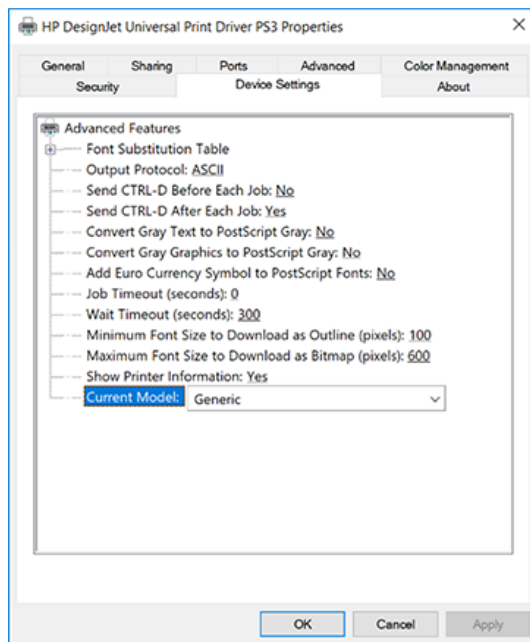 HP DesignJet Universal Print Driver PS3 Properties
General Sharing Ports Advanced Color Management
Security Device Settings About
Advanced Features
Font Substitution Table
Output Protocol: ASCII
Send CTRL-D Before Each Job: No
Send CTRL-D After Each Job: Yes
Convert Gray Text to PostScript Gray: No
Convert Gray Graphics to PostScript Gray: No
Add Euro Currency Symbol to PostScript Fonts: No
Job Timeout (seconds): 0
Wait Timeout (seconds): 300
Minimum Font Size to Download as Outline (pixels): 100
Maximum Font Size to Download as Bitmap (pixels): 600
Show Printer Information: Yes
Current Model: Generic
OK Cancel Apply